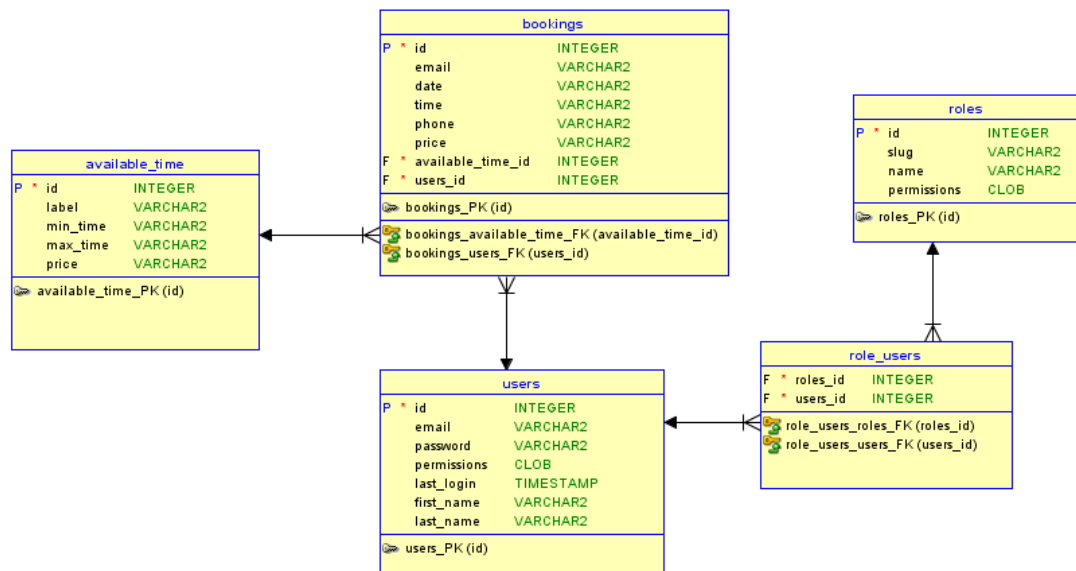 bookings
P * id INTEGER
email VARCHAR2
date VARCHAR2
time VARCHAR2
phone VARCHAR2
price VARCHAR2
F * available_time_id INTEGER
F * users_id INTEGER
bookings_PK (id)
bookings_available_time_FK (available_time_id)
bookings_users_FK (users_id)
available_time
P * id INTEGER
label VARCHAR2
min_time VARCHAR2
max_time VARCHAR2
price VARCHAR2
available_time_PK (id)
roles
P * id INTEGER
slug VARCHAR2
name VARCHAR2
permissions CLOB
roles_PK (id)
users
P * id INTEGER
email VARCHAR2
password VARCHAR2
permissions CLOB
last_login TIMESTAMP
first_name VARCHAR2
last_name VARCHAR2
users_PK (id)
role_users
F * roles_id INTEGER
F * users_id INTEGER
role_users_roles_FK (roles_id)
role_users_users_FK (users_id)